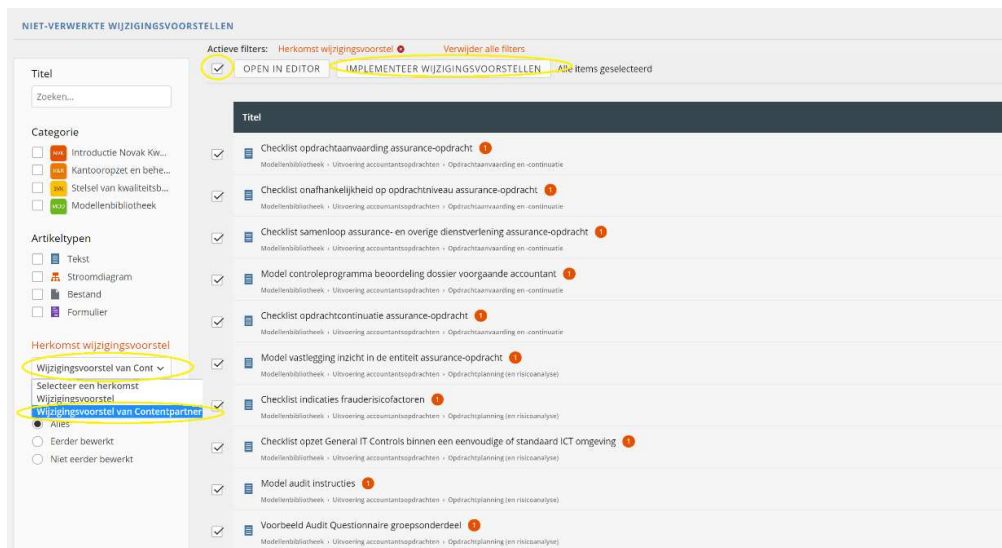 NIET-VERWERKTE WIJZIGINGSVOORSTELLEN
Actieve filters: Herkomst wijzigingsvoorstel Verwijder alle filters
OPEN IN EDITOR IMPLEMENTEER WIJZIGINGSVOORSTELLEN Alle items geselecteerd
Titel
Zoeken...
Categorie
NVK Introductie Novak Kw...
K&R Kantooropzet en behe...
SVK Stelsel van kwaliteitsb...
MOD Modellenbibliotheek
Artikeltypen
Tekst
Stroomdiagram
Bestand
Formulier
Herkomst wijzigingsvoorstel
Wijzigingsvoorstel van Cont
Selecteer een herkomst
Wijzigingsvoorstel
Wijzigingsvoorstel van Contentpartner
Alles
Eerder bewerkt
Niet eerder bewerkt
Titel
Checklist opdrachtaanvaarding assurance-opdracht 1
Modellenbibliotheek › Uitvoering accountantsopdrachten › Opdrachtaanvaarding en -continuatie
Checklist onafhankelijkheid op opdrachtniveau assurance-opdracht 1
Modellenbibliotheek › Uitvoering accountantsopdrachten › Opdrachtaanvaarding en -continuatie
Checklist samenloop assurance- en overige dienstverlening assurance-opdracht 1
Modellenbibliotheek › Uitvoering accountantsopdrachten › Opdrachtaanvaarding en -continuatie
Model controleprogramma beoordeling dossier voorgaande accountant 1
Modellenbibliotheek › Uitvoering accountantsopdrachten › Opdrachtaanvaarding en -continuatie
Checklist opdrachtcontinuatie assurance-opdracht 1
Modellenbibliotheek › Uitvoering accountantsopdrachten › Opdrachtaanvaarding en -continuatie
Model vastlegging inzicht in de entiteit assurance-opdracht 1
Modellenbibliotheek › Uitvoering accountantsopdrachten › Opdrachtplanning (en risicoanalyse)
Checklist indicaties frauderisicofactoren 1
Modellenbibliotheek › Uitvoering accountantsopdrachten › Opdrachtplanning (en risicoanalyse)
Checklist opzet General IT Controls binnen een eenvoudige of standaard ICT omgeving 1
Modellenbibliotheek › Uitvoering accountantsopdrachten › Opdrachtplanning (en risicoanalyse)
Model audit instructies 1
Modellenbibliotheek › Uitvoering accountantsopdrachten › Opdrachtplanning (en risicoanalyse)
Voorbeeld Audit Questionnaire groepsonderdeel 1
Modellenbibliotheek › Uitvoering accountantsopdrachten › Opdrachtplanning (en risicoanalyse)